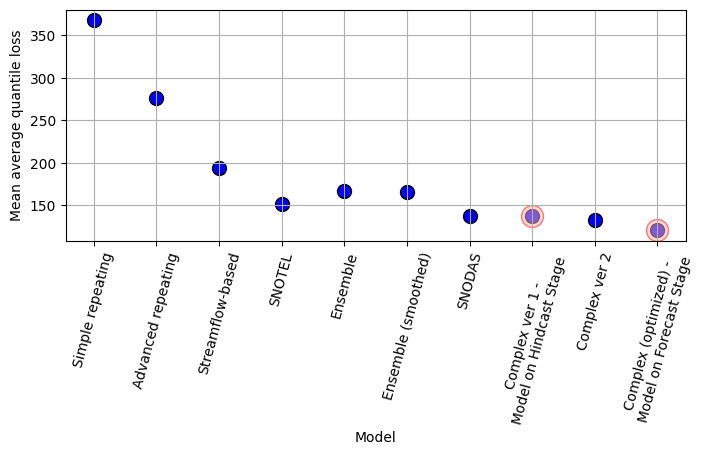 Mean average quantile loss
350
300
250
200
150
Simple repeating
Advanced repeating
Streamflow-based
SNOTEL
Ensemble
Ensemble (smoothed)
SNODAS
Complex ver 1 -
Model on Hindcast Stage
Complex ver 2
Complex (optimized) -
Model on Forecast Stage
Model